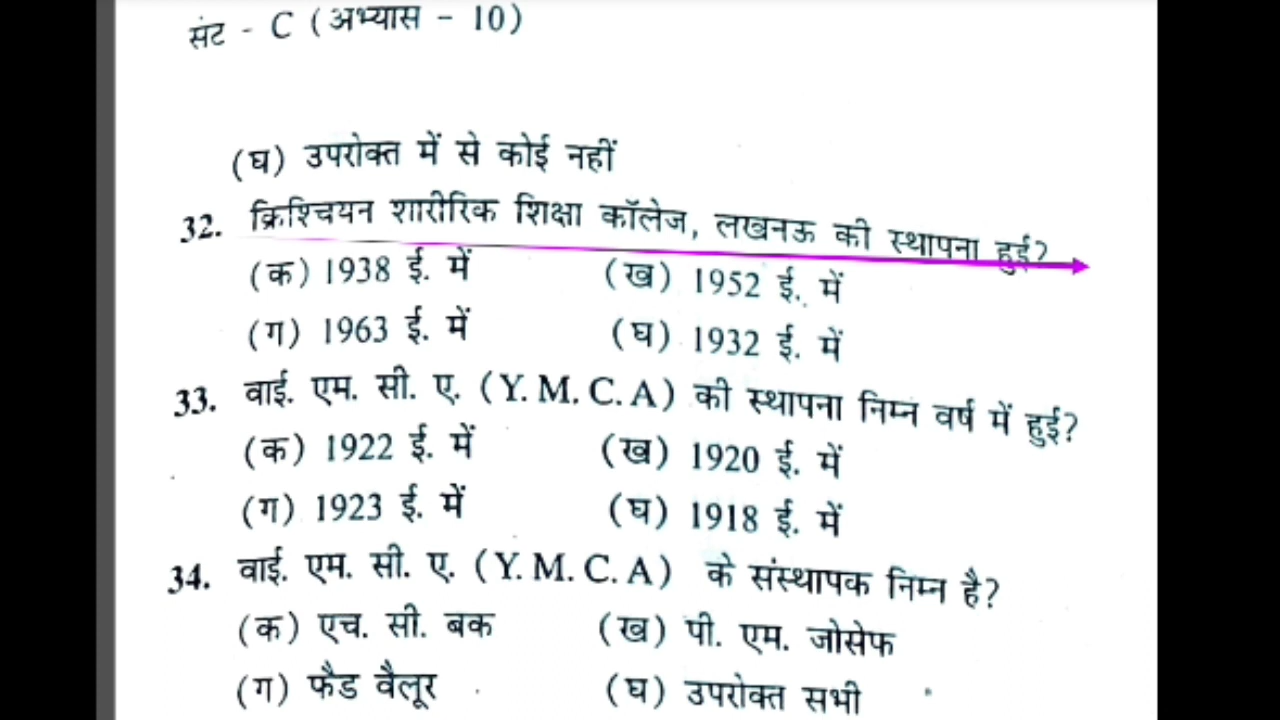 संट - C ( अभ्यास - 10)
(घ) उपरोक्त में से कोई नहीं
32. क्रिश्चियन शारीरिक शिक्षा कॉलेज, लखनऊ की स्थापना हुई?
(क) 1938 ई. में (ख) 1952 ई. में
(ग) 1963 ई. में (घ) 1932 ई. में
33. वाई. एम. सी. ए. (Y. M. C. A) की स्थापना निम्न वर्ष में हुई?
(क) 1922 ई. में (ख) 1920 ई. में
(ग) 1923 ई. में (घ) 1918 ई. में
34. वाई. एम. सी. ए. (Y. M. C. A) के संस्थापक निम्न है?
(क) एच. सी. बक (ख) पी. एम. जोसेफ
(ग) फैड वैलूर (घ) उपरोक्त सभी